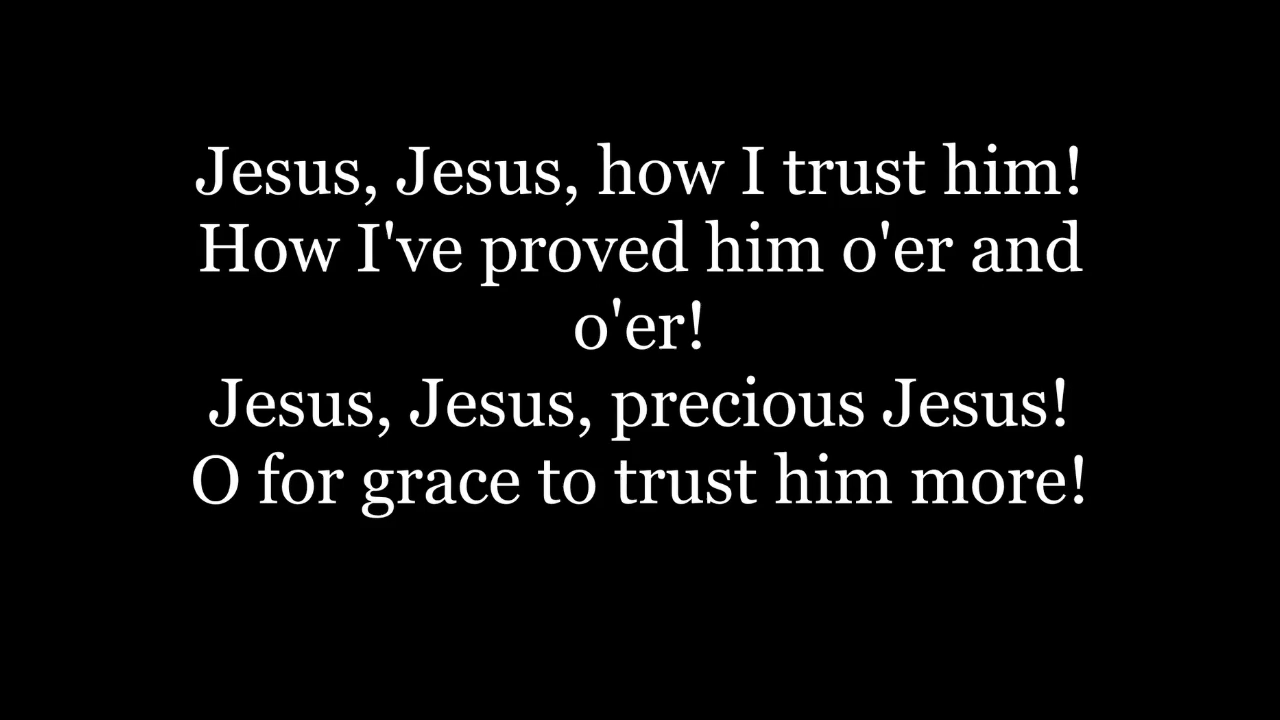 Jesus, Jesus, how I trust him!
How I've proved him o'er and
o'er!
Jesus, Jesus, precious Jesus!
O for grace to trust him more!